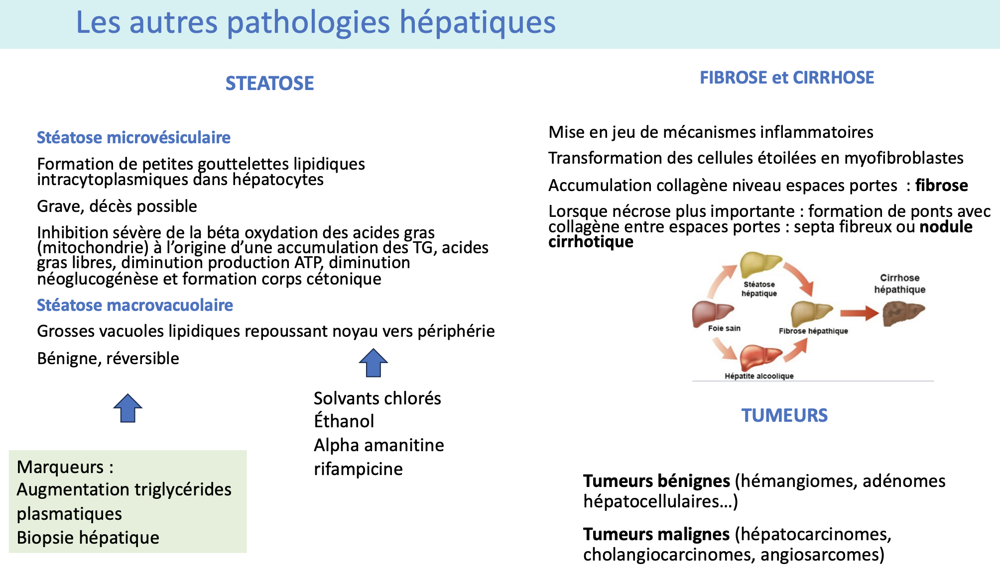 Les autres pathologies hépatiques
STEATOSE
Stéatose microvésiculaire
Formation de petites gouttelettes lipidiques
intracytoplasmiques dans hépatocytes
Grave, décès possible
Inhibition sévère de la béta oxydation des acides gras
(mitochondrie) à l’origine d’une accumulation des TG, acides
gras libres, diminution production ATP, diminution
néoglucogénèse et formation corps cétonique
Stéatose macrovacuolaire
Grosses vacuoles lipidiques repoussant noyau vers périphérie
Bénigne, réversible
Solvants chlorés
Éthanol
Alpha amanitine
rifampicine
Marqueurs :
Augmentation triglycérides
plasmatiques
Biopsie hépatique
FIBROSE et CIRRHOSE
Mise en jeu de mécanismes inflammatoires
Transformation des cellules étoilées en myofibroblastes
Accumulation collagène niveau espaces portes : fibrose
Lorsque nécrose plus importante : formation de ponts avec
collagène entre espaces portes : septa fibreux ou nodule
cirrhotique
Stéatose
hépatique
Cirrhose
hépathique
Foie sain
Fibrose hépathique
Hépatite alcoolique
TUMEURS
Tumeurs bénignes (hémangiomes, adénomes
hépatocellulaires…)
Tumeurs malignes (hépatocarcinomes,
cholangiocarcinomes, angiosarcomes)